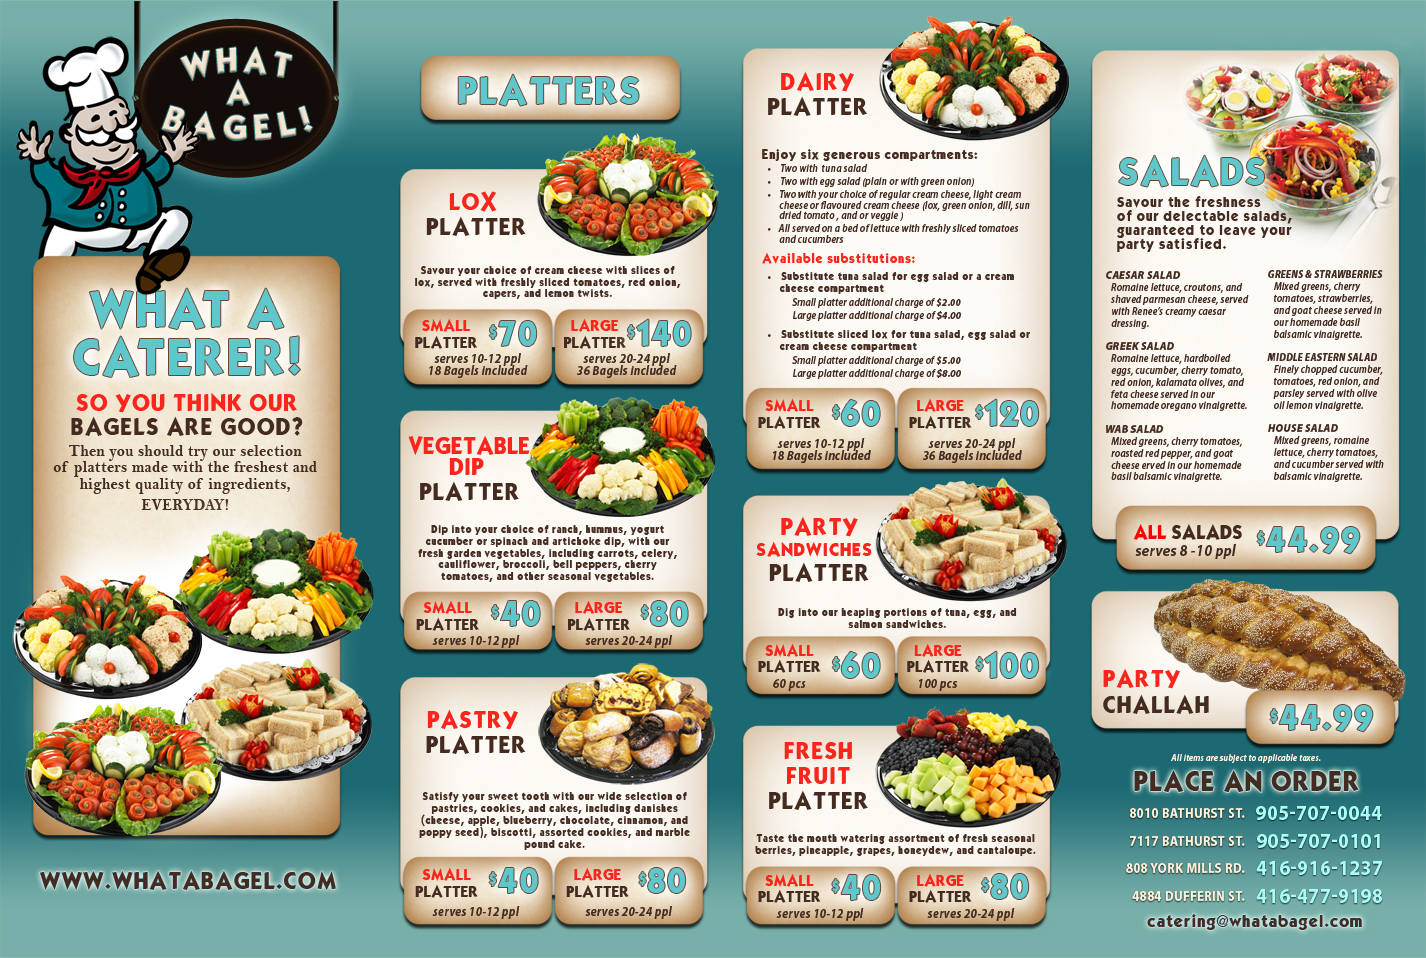 WHAT
A
BAGEL!
WHAT A
CATERER!
SO YOU THINK OUR
BAGELS ARE GOOD?
Then you should try our selection
of platters made with the freshest and
highest quality of ingredients,
EVERYDAY!
WWW.WHATABAGEL.COM
PLATTERS
LOX
PLATTER
Savour your choice of cream cheese with slices of
lox, served with freshly sliced tomatoes, red onion,
capers, and lemon twists.
SMALL
PLATTER $70
serves 10-12 ppl
18 Bagels included
LARGE
PLATTER $140
serves 20-24 ppl
36 Bagels included
VEGETABLE
DIP
PLATTER
Dip into your choice of ranch, hummus, yogurt
cucumber or spinach and artichoke dip, with our
fresh garden vegetables, including carrots, celery,
cauliflower, broccoli, bell peppers, cherry
tomatoes, and other seasonal vegetables.
SMALL
PLATTER $40
serves 10-12 ppl
LARGE
PLATTER $80
serves 20-24 ppl
PASTRY
PLATTER
Satisfy your sweet tooth with our wide selection of
pastries, cookies, and cakes, including danishes
(cheese, apple, blueberry, chocolate, cinnamon, and
poppy seed), biscotti, assorted cookies, and marble
pound cake.
SMALL
PLATTER $40
serves 10-12 ppl
LARGE
PLATTER $80
serves 20-24 ppl
DAIRY
PLATTER
Enjoy six generous compartments:
• Two with tuna salad
• Two with egg salad (plain or with green onion)
• Two with your choice of regular cream cheese, light cream
cheese or flavoured cream cheese (lox, green onion, dill, sun
dried tomato , and or veggie )
• All served on a bed of lettuce with freshly sliced tomatoes
and cucumbers
Available substitutions:
• Substitute tuna salad for egg salad or a cream
cheese compartment
Small platter additional charge of $2.00
Large platter additional charge of $4.00
• Substitute sliced lox for tuna salad, egg salad or
cream cheese compartment
Small platter additional charge of $5.00
Large platter additional charge of $8.00
SMALL
PLATTER $60
serves 10-12 ppl
18 Bagels included
LARGE
PLATTER $120
serves 20-24 ppl
36 Bagels included
PARTY
SANDWICHES
PLATTER
Dig into our heaping portions of tuna, egg, and
salmon sandwiches.
SMALL
PLATTER $60
60 pcs
LARGE
PLATTER $100
100 pcs
FRESH
FRUIT
PLATTER
Taste the mouth watering assortment of fresh seasonal
berries, pineapple, grapes, honeydew, and cantaloupe.
SMALL
PLATTER $40
serves 10-12 ppl
LARGE
PLATTER $80
serves 20-24 ppl
SALADS
Savour the freshness
of our delectable salads,
guaranteed to leave your
party satisfied.
CAESAR SALAD
Romaine lettuce, croutons, and
shaved parmesan cheese, served
with Renee's creamy caesar
dressing.
GREEK SALAD
Romaine lettuce, hardboiled
eggs, cucumber, cherry tomato,
red onion, kalamata olives, and
feta cheese served in our
homemade oregano vinaigrette.
WAB SALAD
Mixed greens, cherry tomatoes,
roasted red pepper, and goat
cheese erved in our homemade
basil balsamic vinaigrette.
GREENS & STRAWBERRIES
Mixed greens, cherry
tomatoes, strawberries,
and goat cheese served in
our homemade basil
balsamic vinaigrette.
MIDDLE EASTERN SALAD
Finely chopped cucumber,
tomatoes, red onion, and
parsley served with olive
oil lemon vinaigrette.
HOUSE SALAD
Mixed greens, romaine
lettuce, cherry tomatoes,
and cucumber served with
balsamic vinaigrette.
ALL SALADS
serves 8 -10 ppl
$44.99
PARTY
CHALLAH
$44.99
All items are subject to applicable taxes.
PLACE AN ORDER
8010 BATHURST ST. 905-707-0044
7117 BATHURST ST. 905-707-0101
808 YORK MILLS RD. 416-916-1237
4884 DUFFERIN ST. 416-477-9198
catering@whatabagel.com